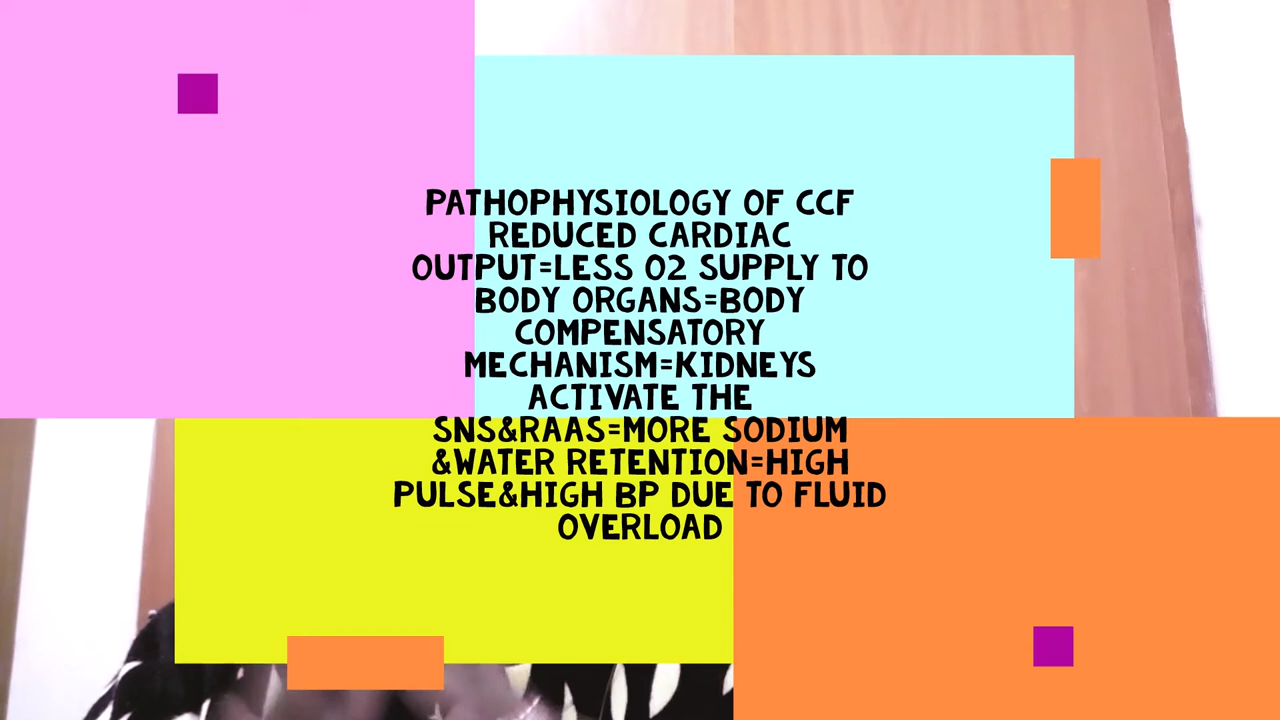 PATHOPHYSIOLOGY OF CCF
REDUCED CARDIAC
OUTPUT=LESS O2 SUPPLY TO
BODY ORGANS=BODY
COMPENSATORY
MECHANISM=KIDNEYS
ACTIVATE THE
SNS&RAAS=MORE SODIUM
&WATER RETENTION=HIGH
PULSE&HIGH BP DUE TO FLUID
OVERLOAD